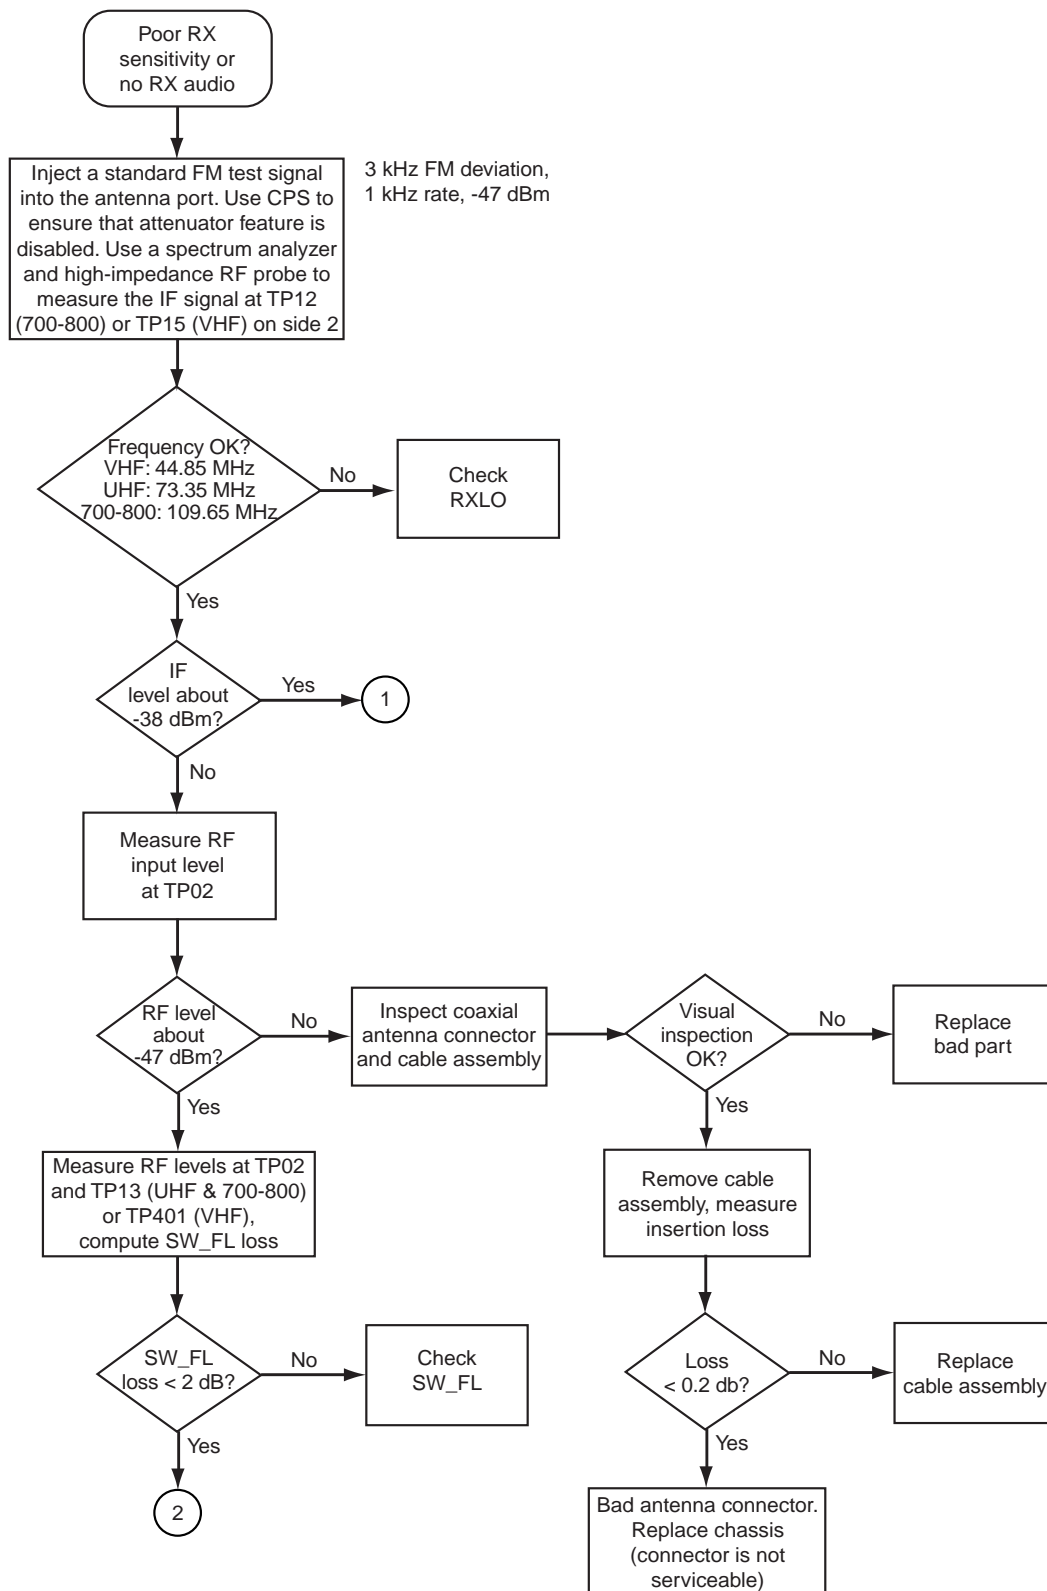 Poor RX
sensitivity or
no RX audio
Inject a standard FM test signal
into the antenna port. Use CPS to
ensure that attenuator feature is
disabled. Use a spectrum analyzer
and high-impedance RF probe to
measure the IF signal at TP12
(700-800) or TP15 (VHF) on side 2
3 kHz FM deviation,
1 kHz rate, -47 dBm
Frequency OK?
VHF: 44.85 MHz
UHF: 73.35 MHz
700-800: 109.65 MHz
No
Check
RXLO
Yes
IF
level about
-38 dBm?
Yes
1
No
Measure RF
input level
at TP02
RF level
about
-47 dBm?
No
Inspect coaxial
antenna connector
and cable assembly
Visual
inspection
OK?
No
Replace
bad part
Yes
Yes
Measure RF levels at TP02
and TP13 (UHF & 700-800)
or TP401 (VHF),
compute SW_FL loss
Remove cable
assembly, measure
insertion loss
SW_FL
loss < 2 dB?
No
Check
SW_FL
Loss
< 0.2 db?
No
Replace
cable assembly
Yes
Yes
2
Bad antenna connector.
Replace chassis
(connector is not
serviceable)